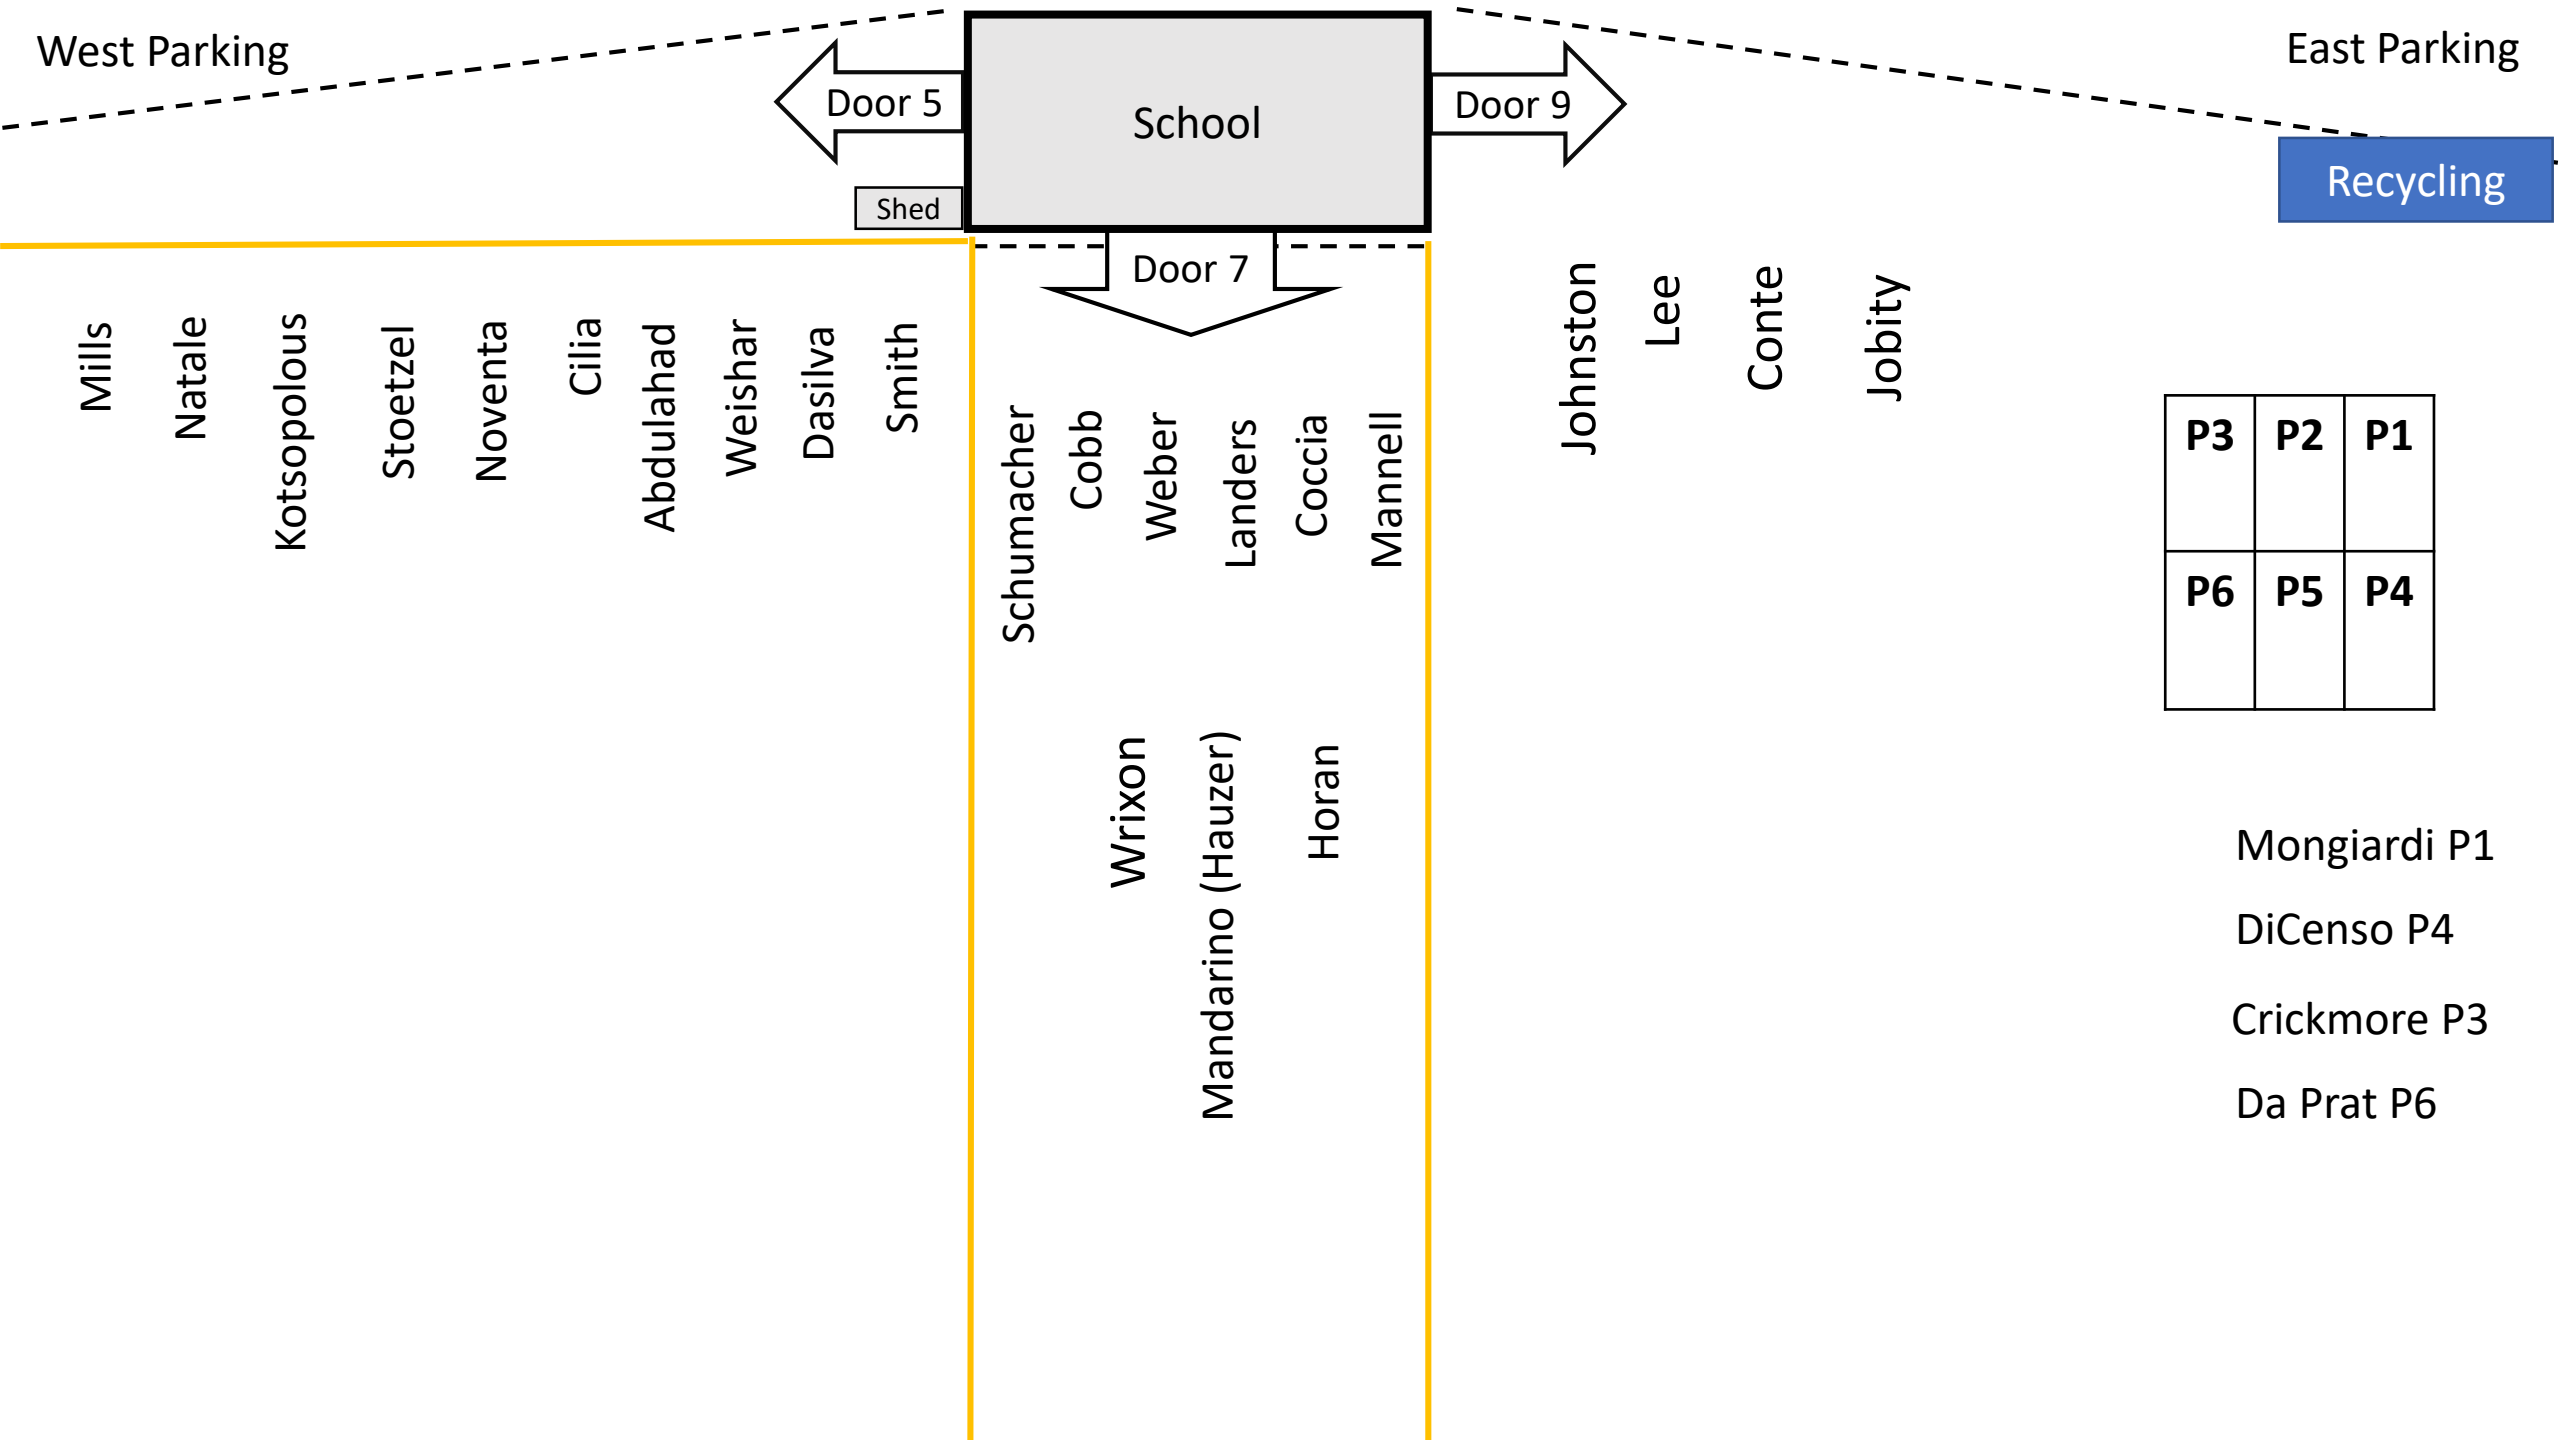 West Parking
East Parking
Door 5
School
Door 9
Recycling
Shed
Door 7
Mills
Natale
Kotsopolous
Stoetzel
Noventa
Cilia
Abdulahad
Weishar
Dasilva
Smith
Schumacher
Cobb
Weber
Landers
Coccia
Mannell
Johnston
Lee
Conte
Jobity
P3 P2 P1
P6 P5 P4
Wrixon
Mandarino (Hauzer)
Horan
Mongiardi P1
DiCenso P4
Crickmore P3
Da Prat P6